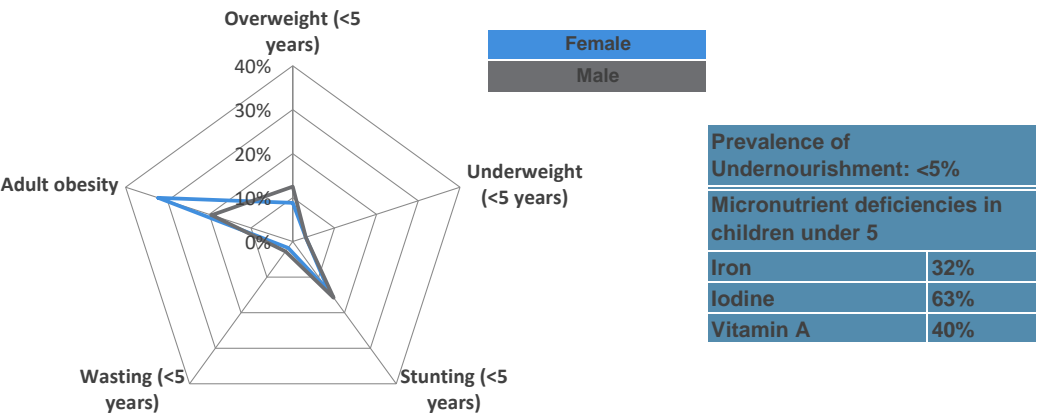 Overweight (<5
years)
40%
30%
20%
10%
0%
Female
Male
Underweight
(<5 years)
Adult obesity
Wasting (<5
years)
Stunting (<5
years)
Prevalence of
Undernourishment: <5%
Micronutrient deficiencies in
children under 5
Iron 32%
Iodine 63%
Vitamin A 40%